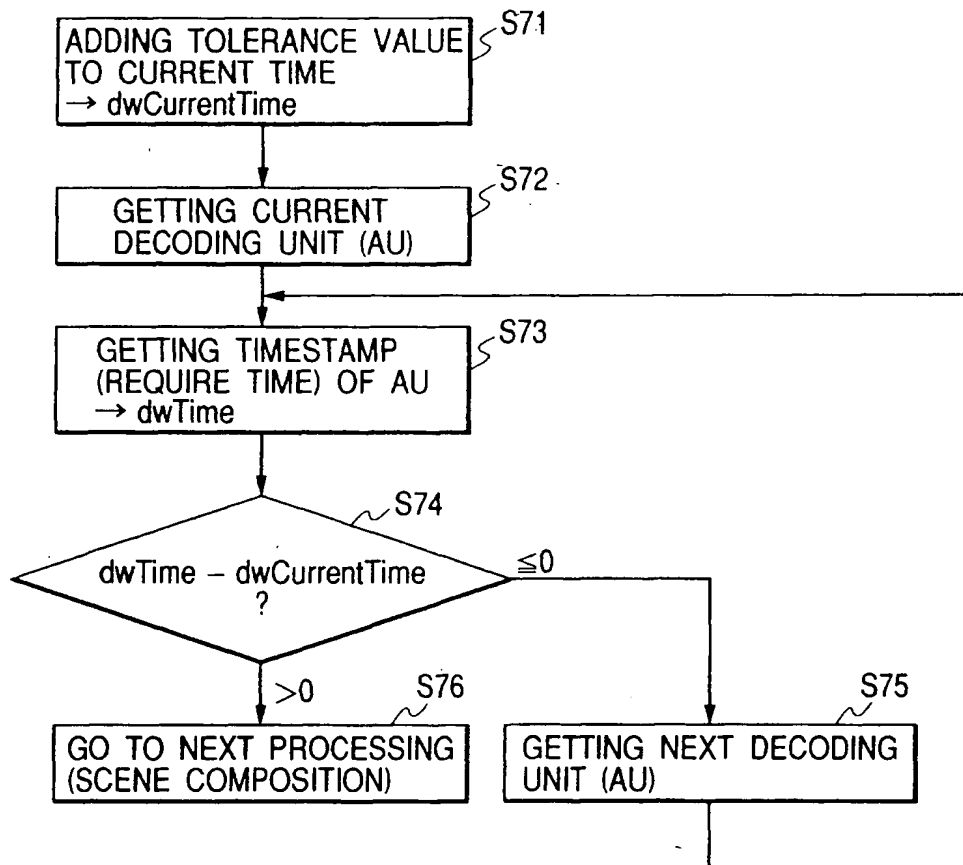 ADDING TOLERANCE VALUE
TO CURRENT TIME
→ dwCurrentTime
S71
GETTING CURRENT
DECODING UNIT (AU)
S72
GETTING TIMESTAMP
(REQUIRE TIME) OF AU
→ dwTime
S73
S74
dwTime – dwCurrentTime
?
≦0
>0
S76
GO TO NEXT PROCESSING
(SCENE COMPOSITION)
S75
GETTING NEXT DECODING
UNIT (AU)